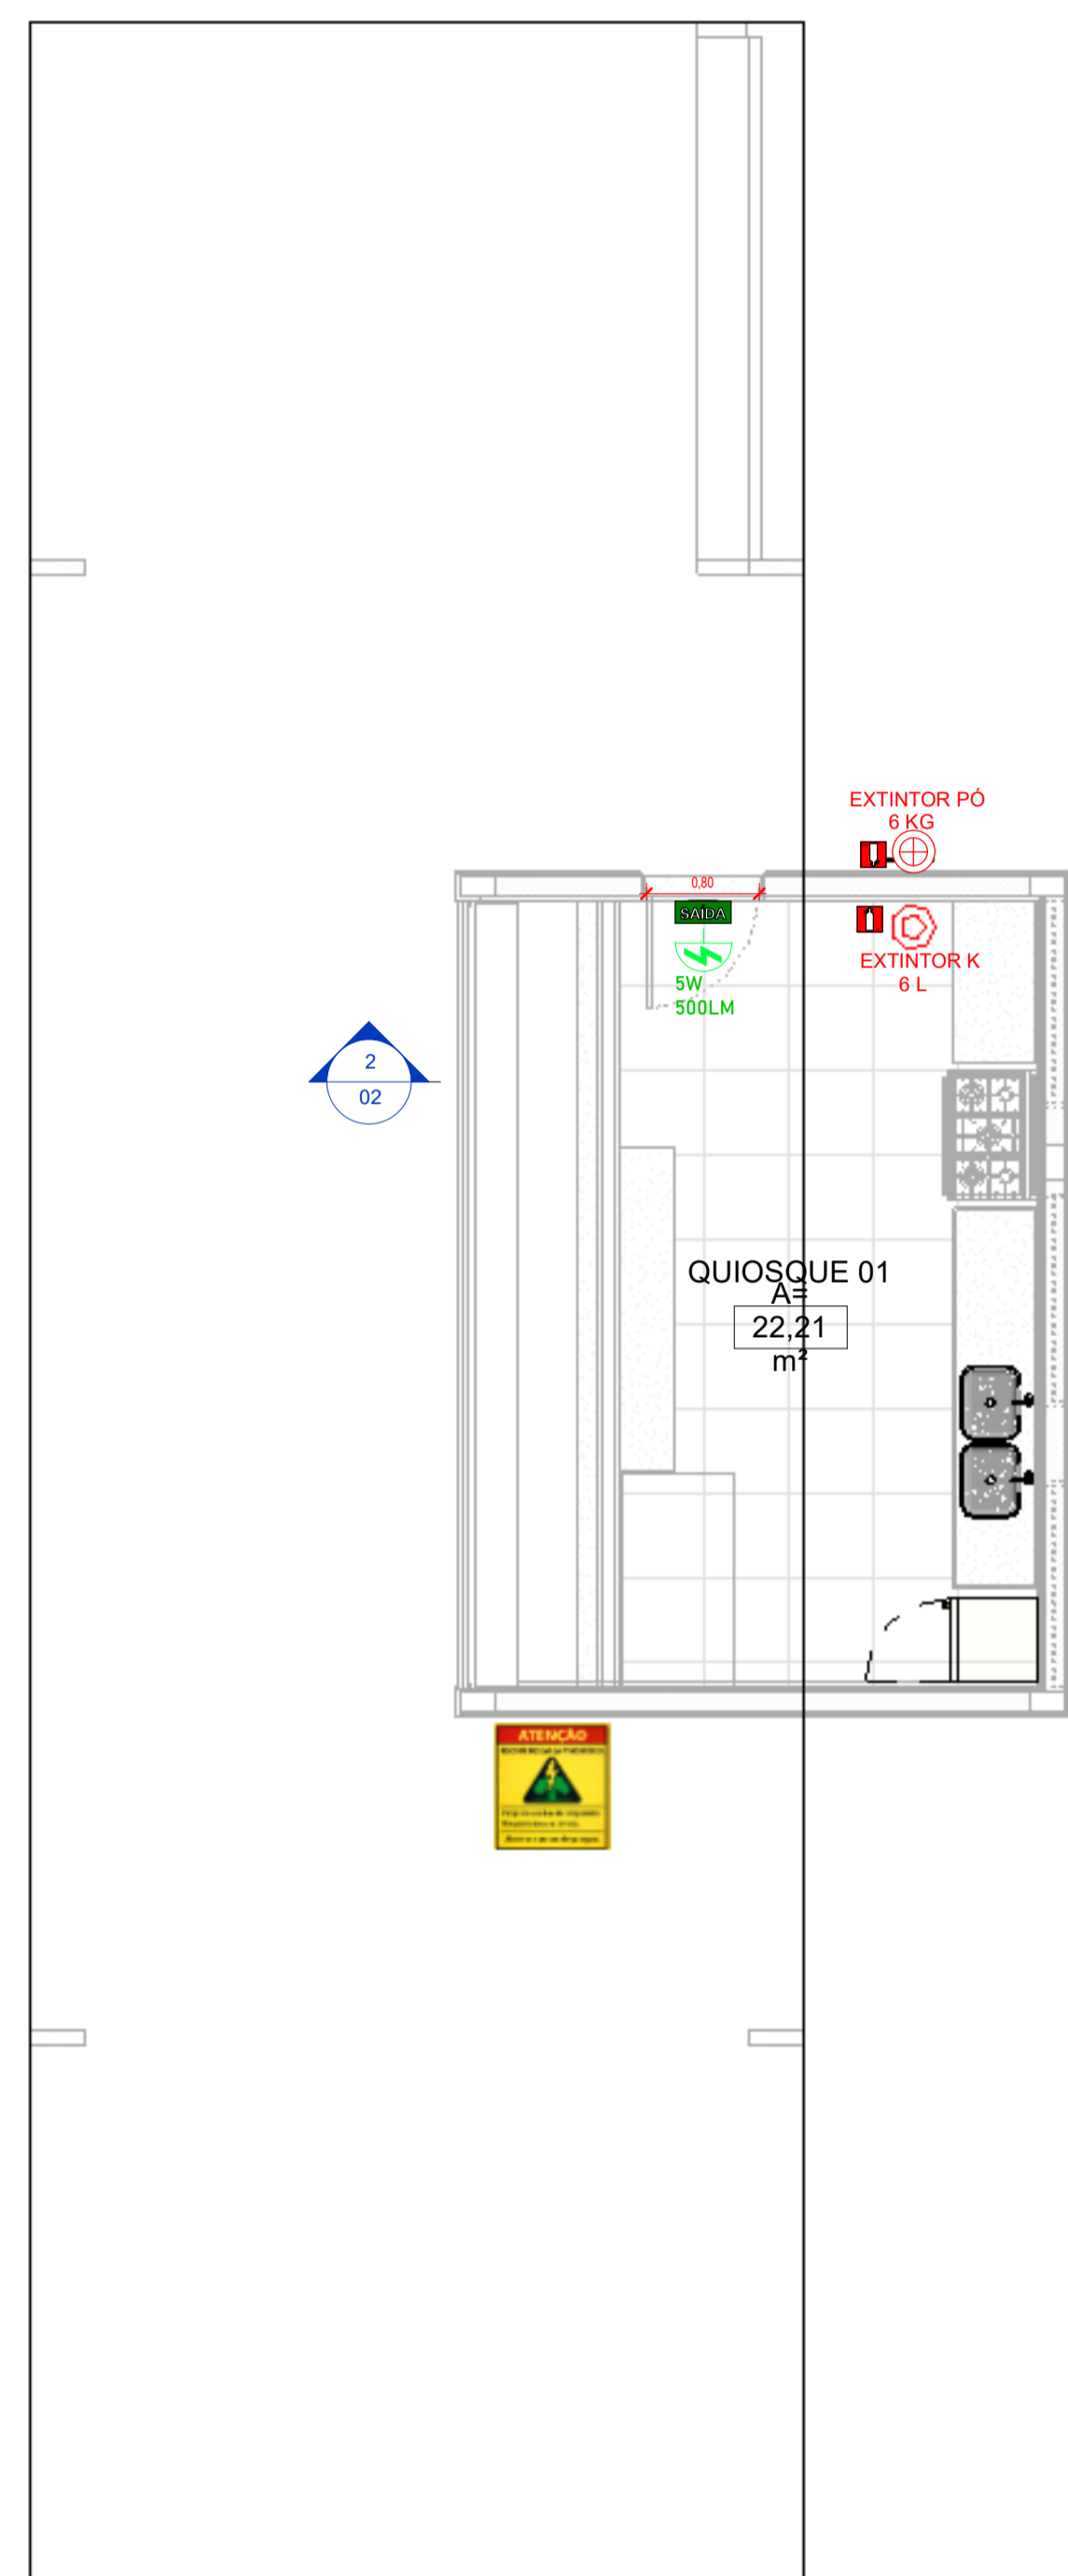 EXTINTOR PÓ
6 KG
0,80
SAÍDA
EXTINTOR K
6 L
5W
500LM
2
02
QUIOSQUE 01
A=
22,21
m²
ATENÇÃO